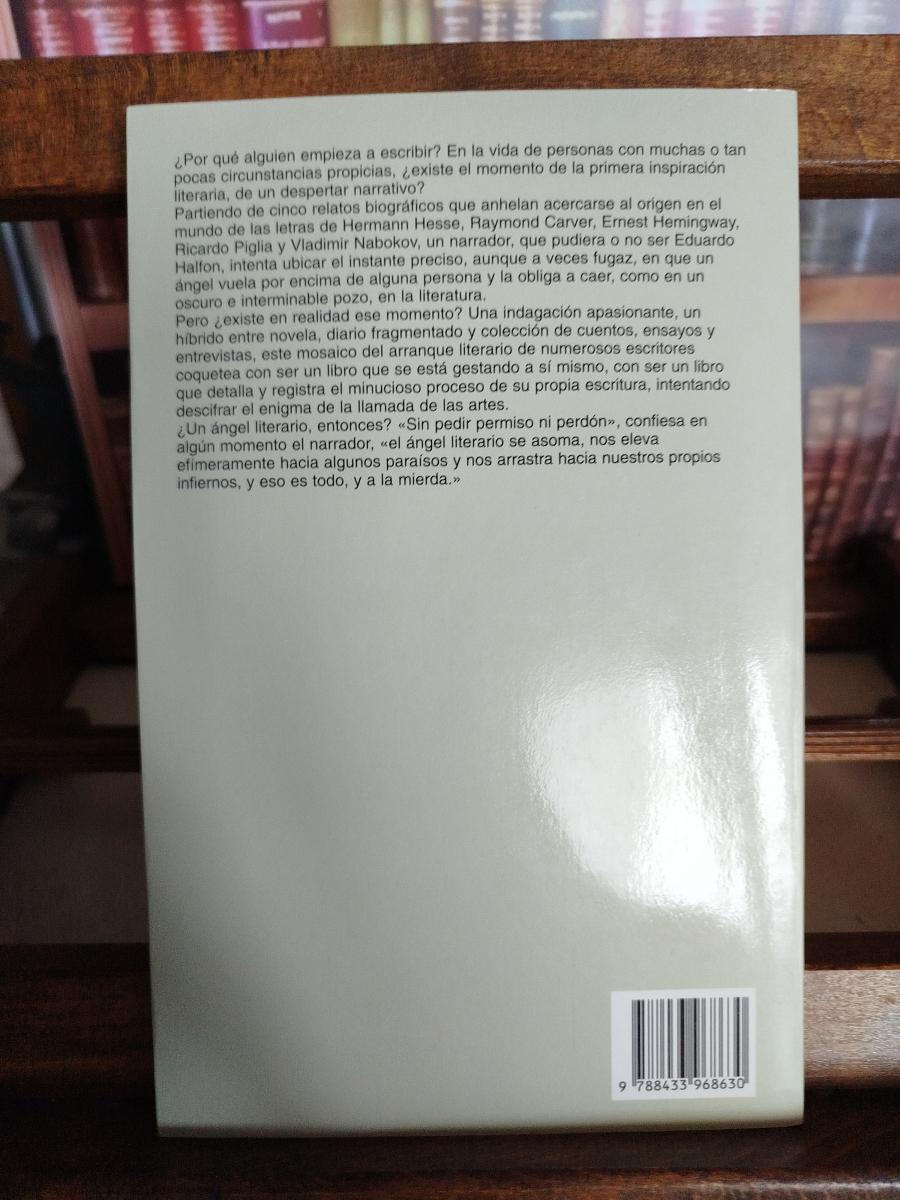 ¿Por qué alguien empieza a escribir? En la vida de personas con muchas o tan
pocas circunstancias propicias, ¿existe el momento de la primera inspiración
literaria, de un despertar narrativo?
Partiendo de cinco relatos biográficos que anhelan acercarse al origen en el
mundo de las letras de Hermann Hesse, Raymond Carver, Ernest Hemingway,
Ricardo Piglia y Vladimir Nabokov, un narrador, que pudiera o no ser Eduardo
Halfon, intenta ubicar el instante preciso, aunque a veces fugaz, en que un
ángel vuela por encima de alguna persona y la obliga a caer, como en un
oscuro e interminable pozo, en la literatura.
Pero ¿existe en realidad ese momento? Una indagación apasionante, un
híbrido entre novela, diario fragmentado y colección de cuentos, ensayos y
entrevistas, este mosaico del arranque literario de numerosos escritores
coquetea con ser un libro que se está gestando a sí mismo, con ser un libro
que detalla y registra el minucioso proceso de su propia escritura, intentando
descifrar el enigma de la llamada de las artes.
¿Un ángel literario, entonces? «Sin pedir permiso ni perdón», confiesa en
algún momento el narrador, «el ángel literario se asoma, nos eleva
efímeramente hacia algunos paraísos y nos arrastra hacia nuestros propios
infiernos, y eso es todo, y a la mierda.»
9 788433 968630